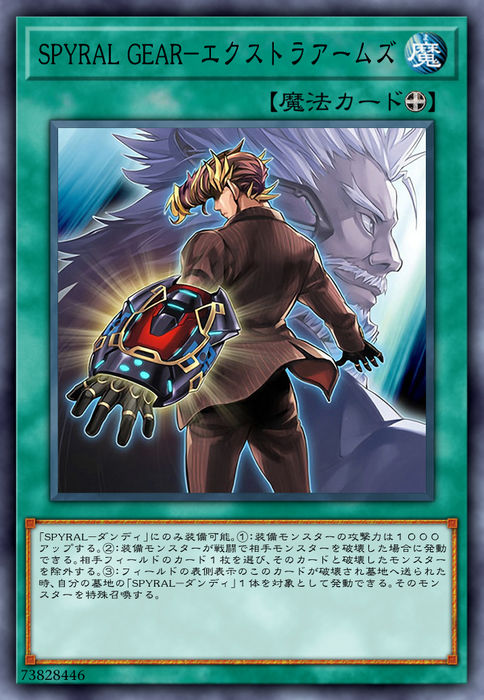 SPYRAL GEAR－エクストラアームズ 魔
【魔法カード】
「SPYRAL－ダンディ」にのみ装備可能。①:装備モンスターの攻撃力は１０００
アップする。②:装備モンスターが戦闘で相手モンスターを破壊した場合に発動
できる。相手フィールドのカード１枚を選び、そのカードと破壊したモンスター
を除外する。③:フィールドの表側表示のこのカードが破壊され墓地へ送られた
時、自分の墓地の「SPYRAL－ダンディ」１体を対象として発動できる。そのモン
スターを特殊召喚する。
73828446